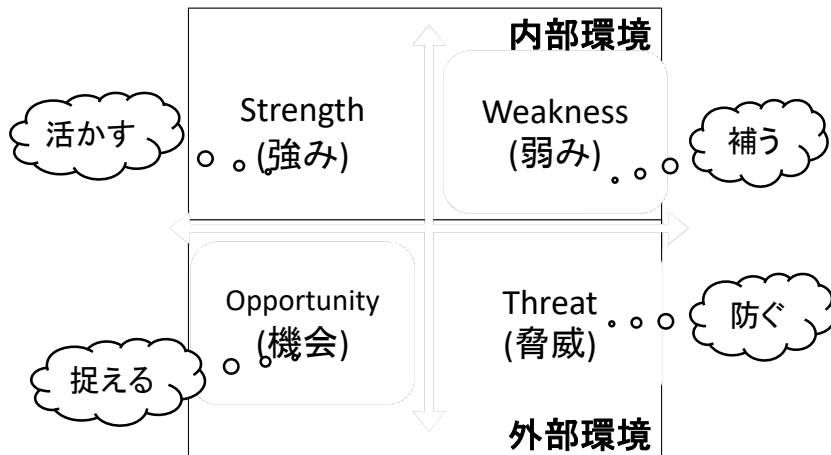 内部環境
Strength
(強み)
Weakness
(弱み)
活かす
補う
Opportunity
(機会)
Threat
(脅威)
捉える
防ぐ
外部環境